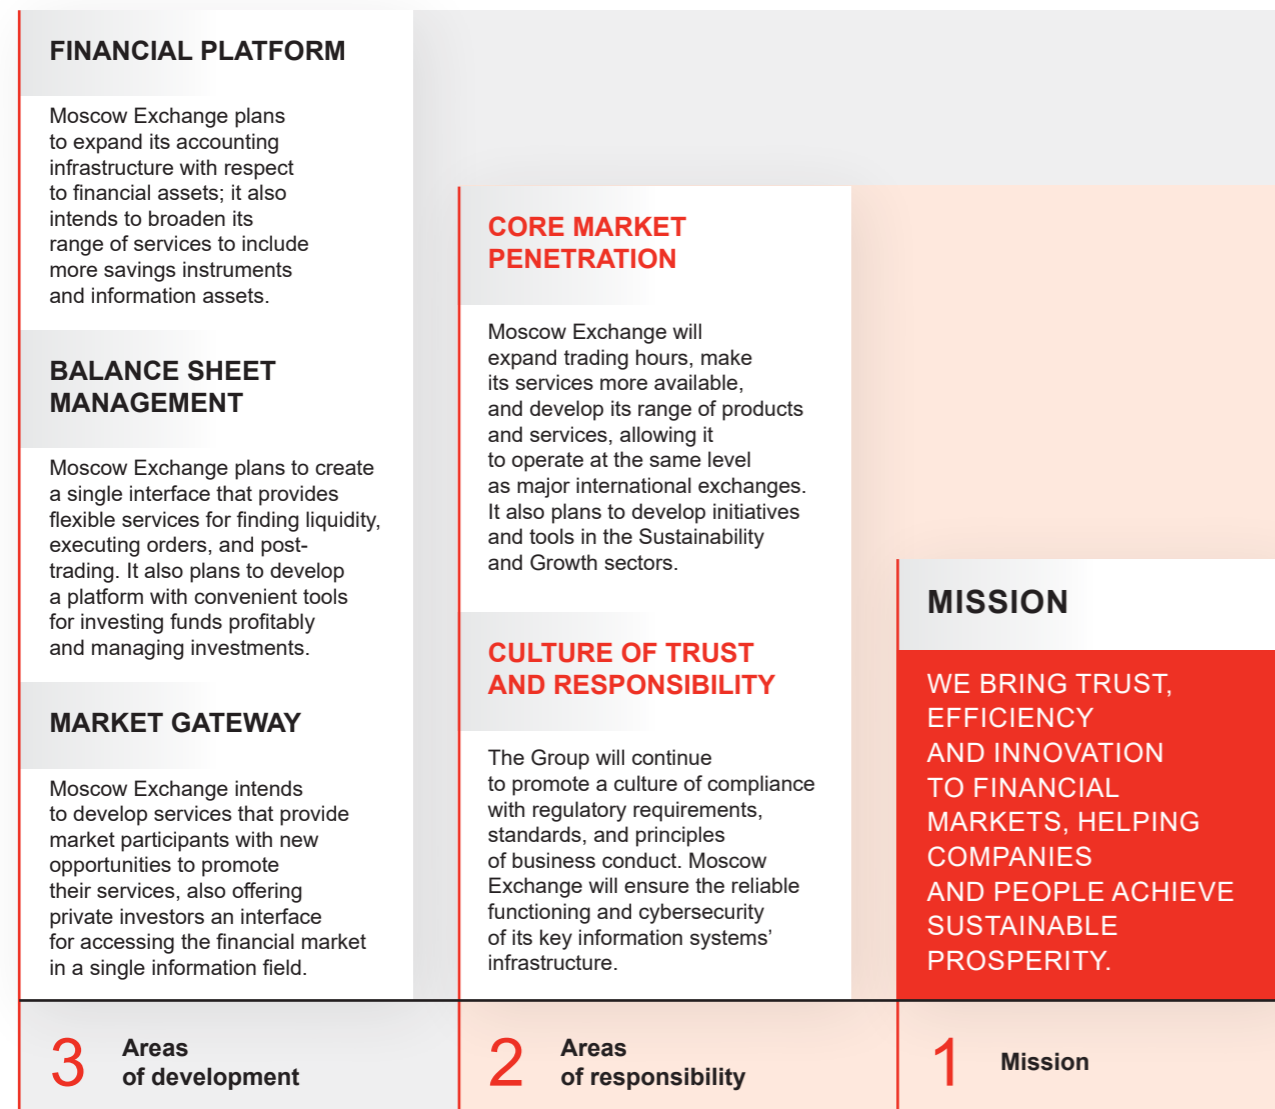 FINANCIAL PLATFORM
Moscow Exchange plans
to expand its accounting
infrastructure with respect
to financial assets; it also
intends to broaden its
range of services to include
more savings instruments
and information assets.
BALANCE SHEET
MANAGEMENT
Moscow Exchange plans to create
a single interface that provides
flexible services for finding liquidity,
executing orders, and post-
trading. It also plans to develop
a platform with convenient tools
for investing funds profitably
and managing investments.
MARKET GATEWAY
Moscow Exchange intends
to develop services that provide
market participants with new
opportunities to promote
their services, also offering
private investors an interface
for accessing the financial market
in a single information field.
3
Areas
of development
CORE MARKET
PENETRATION
Moscow Exchange will
expand trading hours, make
its services more available,
and develop its range of products
and services, allowing it
to operate at the same level
as major international exchanges.
It also plans to develop initiatives
and tools in the Sustainability
and Growth sectors.
CULTURE OF TRUST
AND RESPONSIBILITY
The Group will continue
to promote a culture of compliance
with regulatory requirements,
standards, and principles
of business conduct. Moscow
Exchange will ensure the reliable
functioning and cybersecurity
of its key information systems’
infrastructure.
2
Areas
of responsibility
MISSION
WE BRING TRUST,
EFFICIENCY
AND INNOVATION
TO FINANCIAL
MARKETS, HELPING
COMPANIES
AND PEOPLE ACHIEVE
SUSTAINABLE
PROSPERITY.
1
Mission